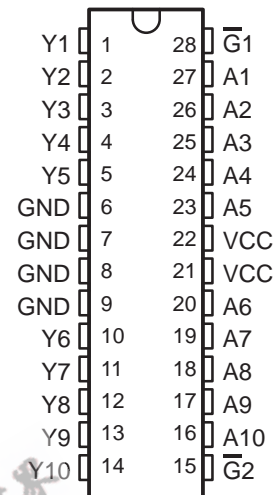 Y1 1 28 G̅1
Y2 2 27 A1
Y3 3 26 A2
Y4 4 25 A3
Y5 5 24 A4
GND 6 23 A5
GND 7 22 VCC
GND 8 21 VCC
GND 9 20 A6
Y6 10 19 A7
Y7 11 18 A8
Y8 12 17 A9
Y9 13 16 A10
Y10 14 15 G̅2